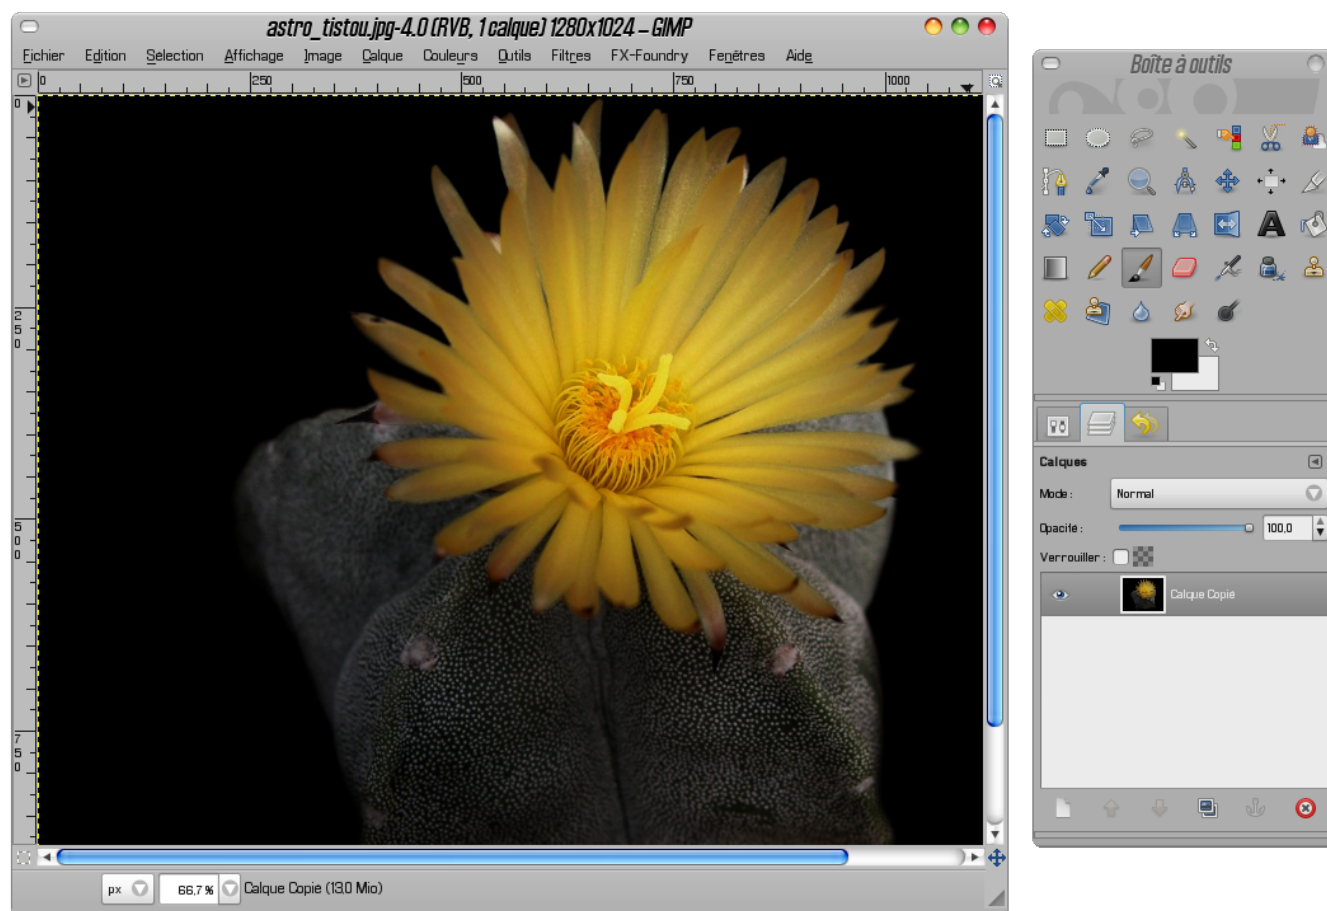 astro_tistou.jpg-4.0 (RVB, 1 calque) 1280x1024 – GIMP
Fichier Edition Selection Affichage Image Calque Couleurs Outils Filtres FX-Foundry Fenêtres Aide
0 250 500 750 1000
0
250
500
750
px 66,7 % Calque Copié (13,0 Mio)
Boîte à outils
Calques
Mode : Normal
Opacité : 100,0
Verrouiller :
Calque Copié